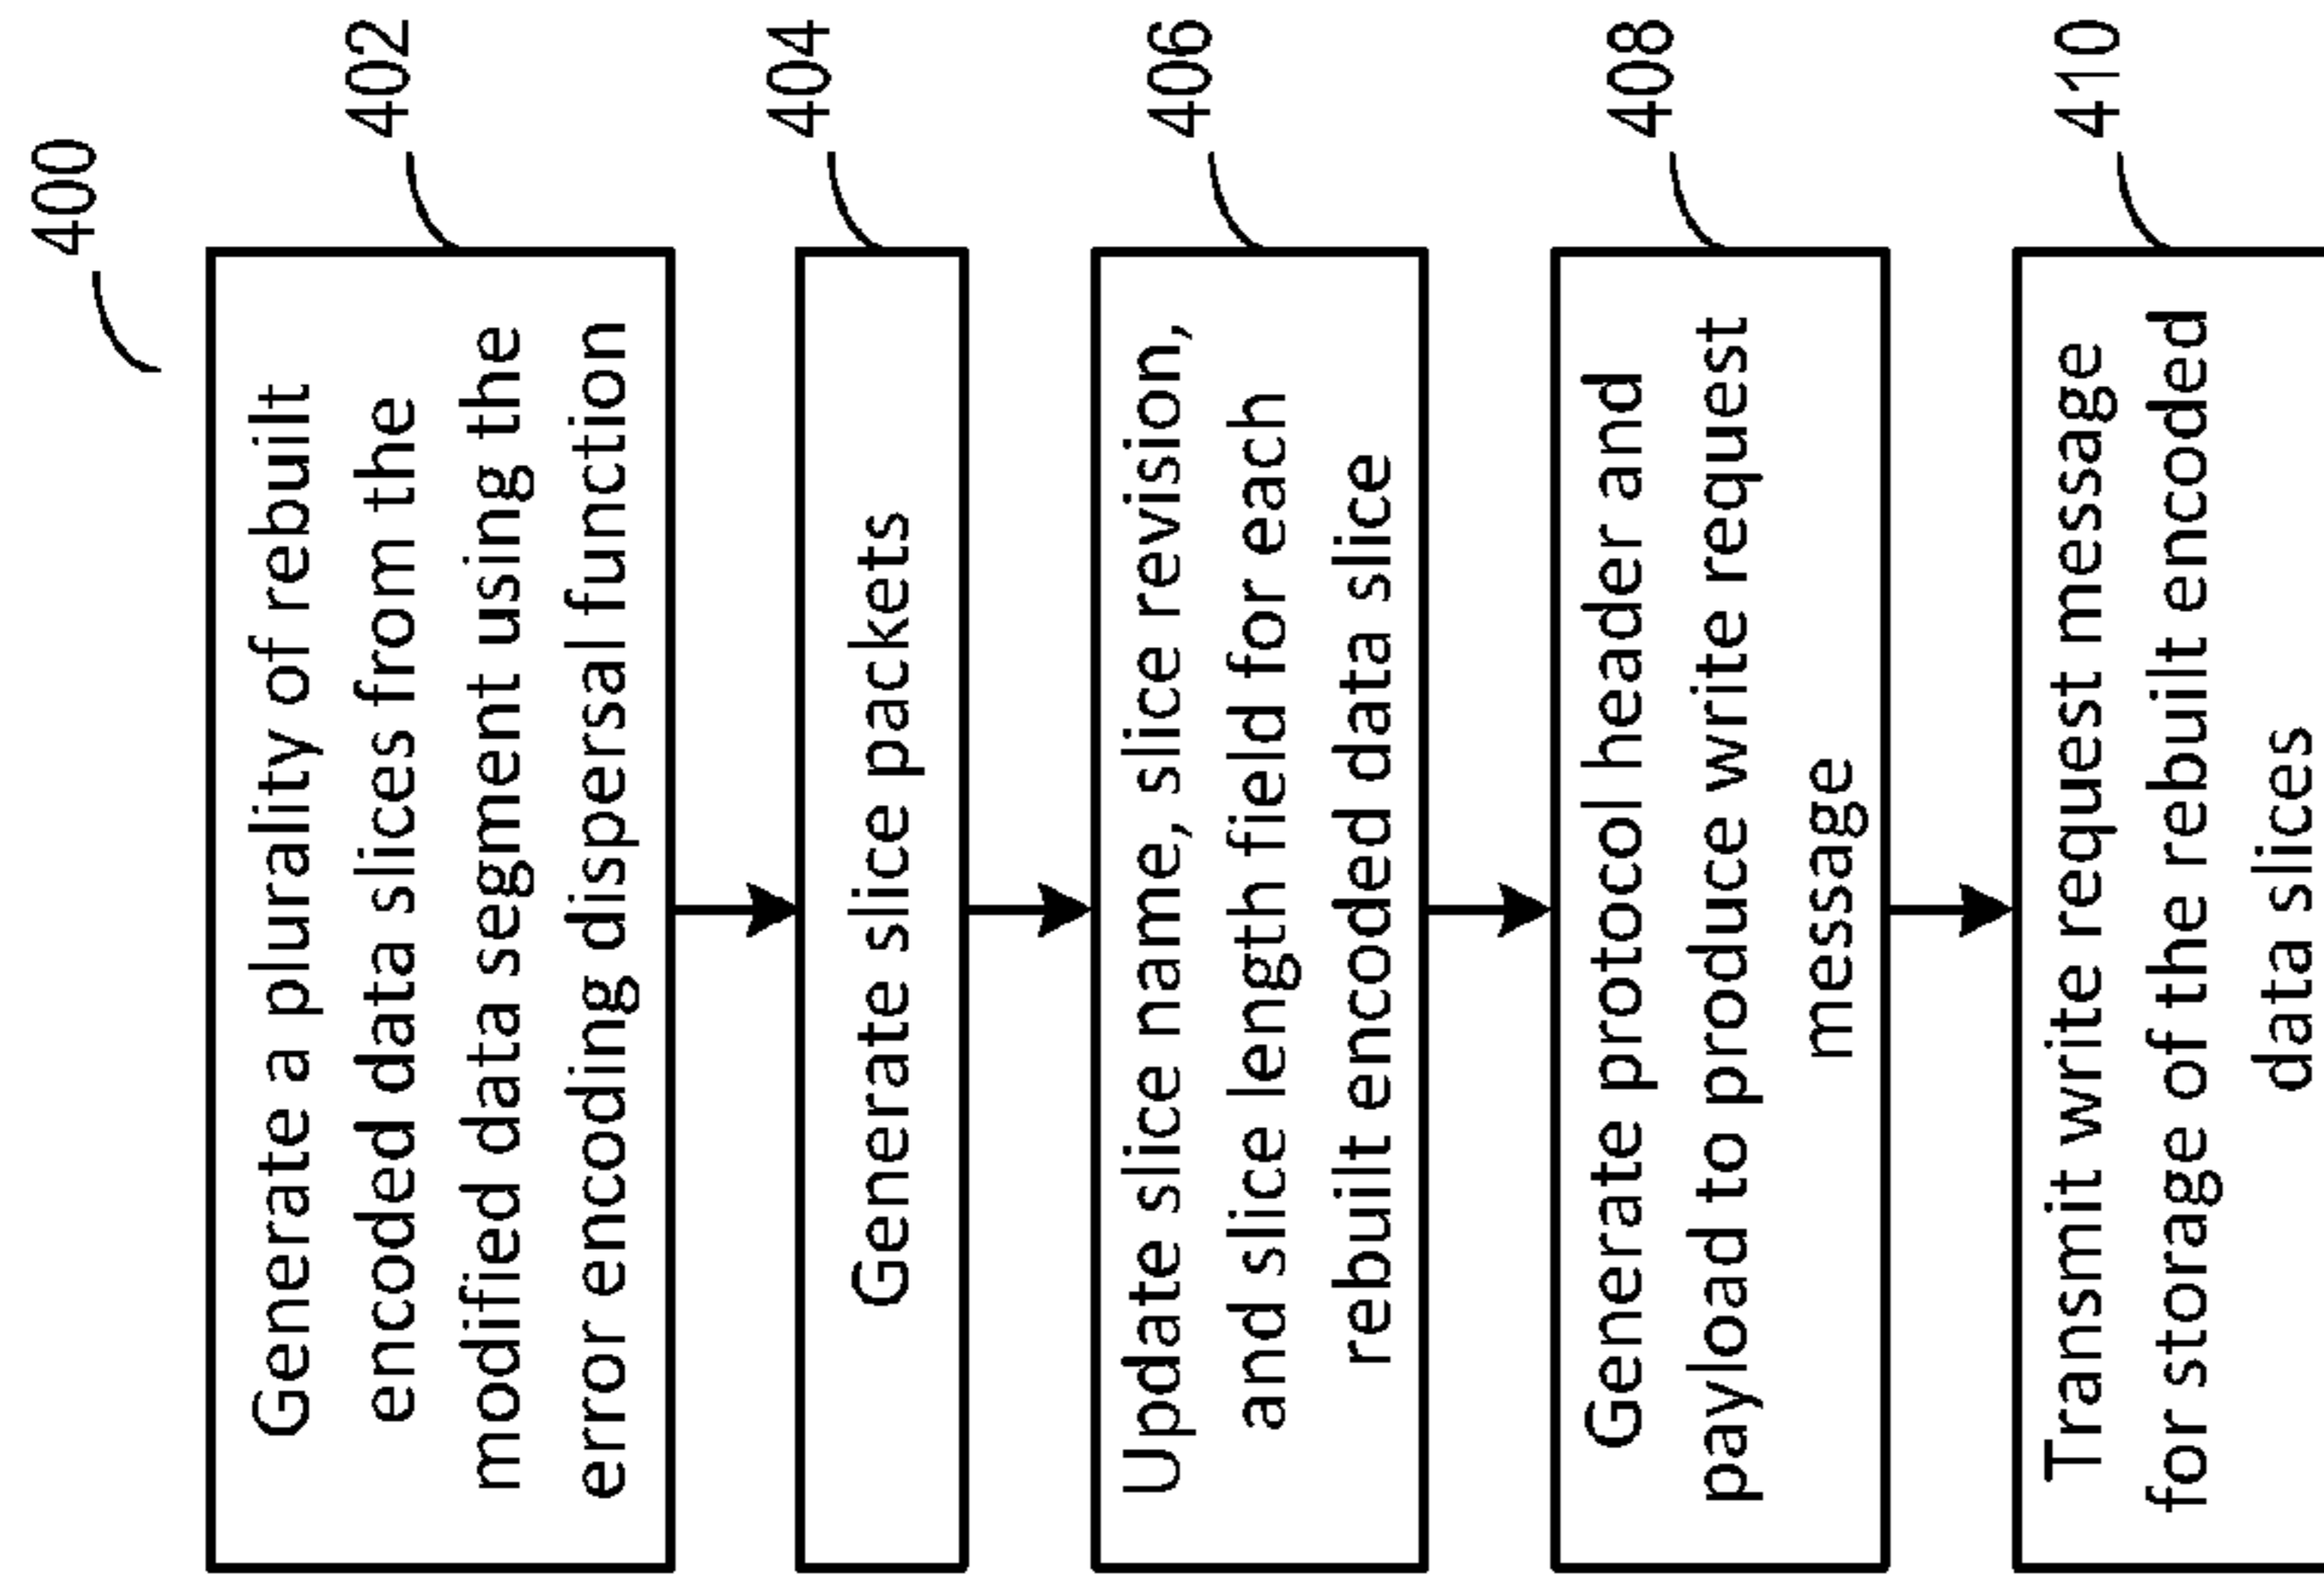 400
Generate a plurality of rebuilt
encoded data slices from the
modified data segment using the
error encoding dispersal function
402
Generate slice packets
404
Update slice name, slice revision,
and slice length field for each
rebuilt encoded data slice
406
Generate protocol header and
payload to produce write request
message
408
Transmit write request message
for storage of the rebuilt encoded
data slices
410